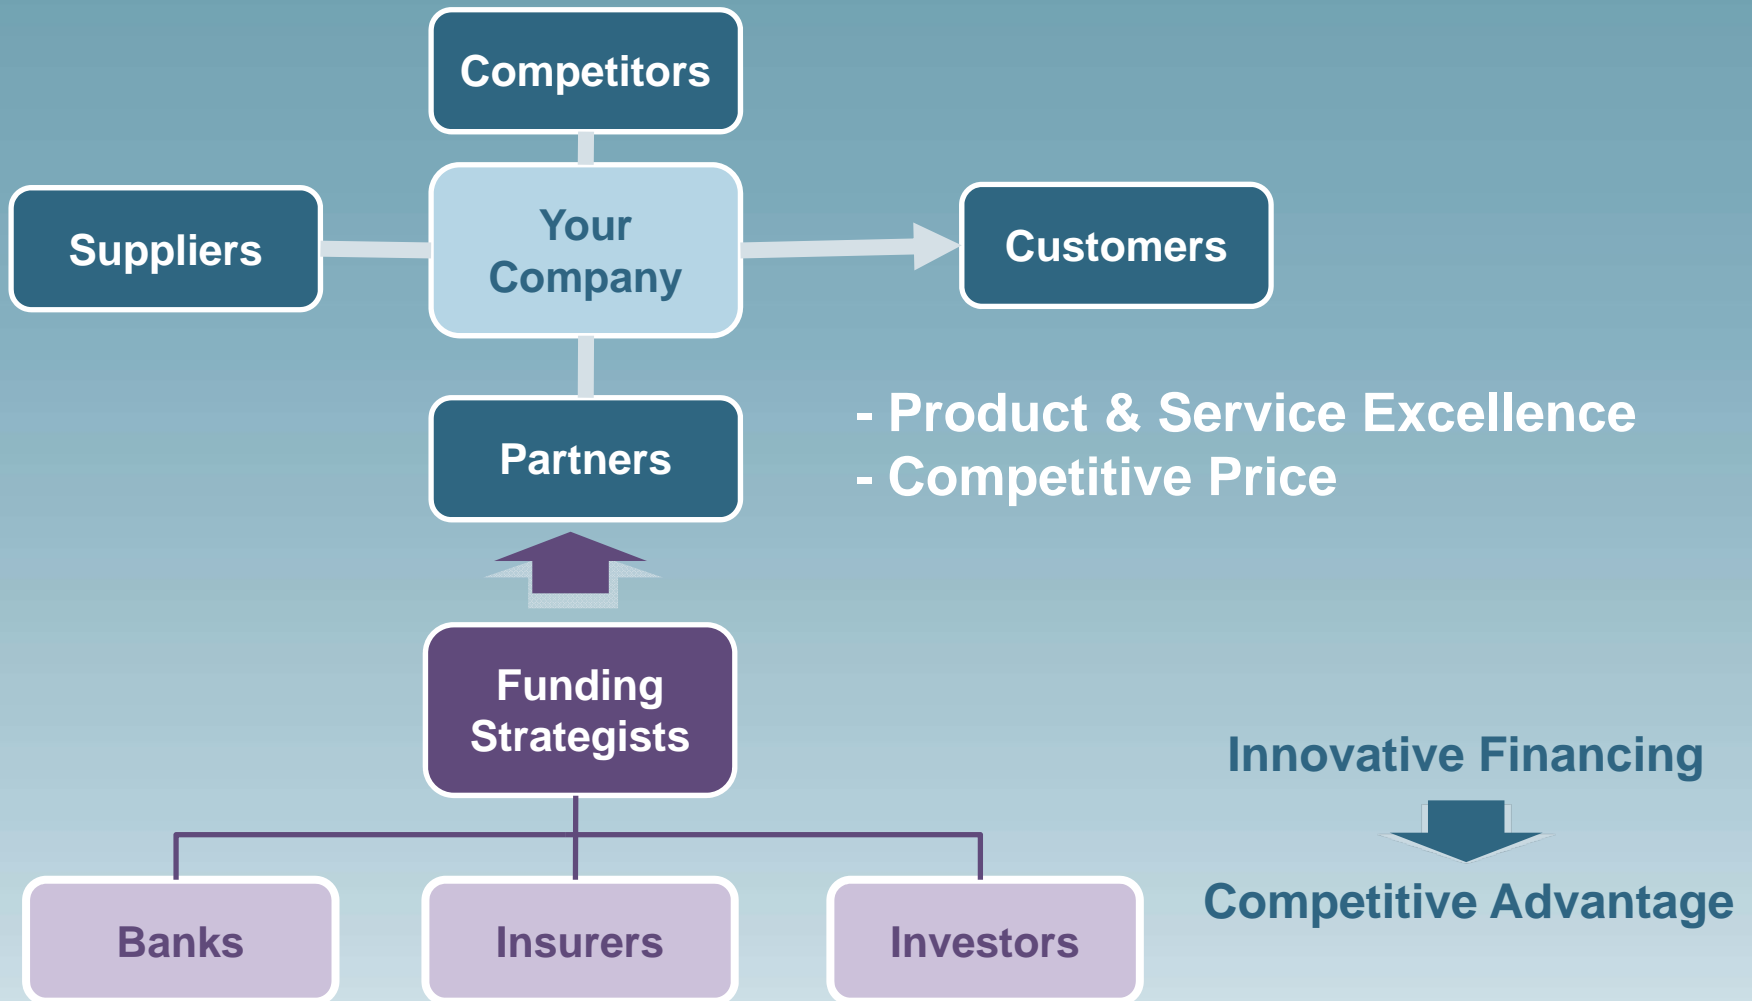 Competitors
Suppliers
Your
Company
Customers
Partners
- Product & Service Excellence
- Competitive Price
Funding
Strategists
Innovative Financing
Competitive Advantage
Banks
Insurers
Investors